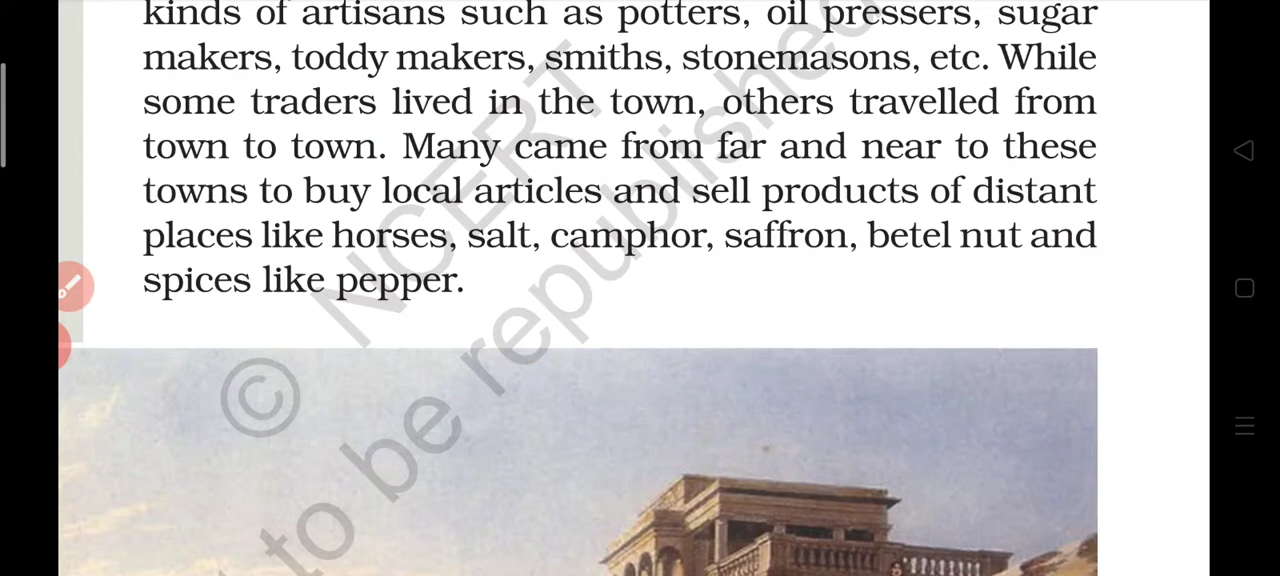 kinds of artisans such as potters, oil pressers, sugar
makers, toddy makers, smiths, stonemasons, etc. While
some traders lived in the town, others travelled from
town to town. Many came from far and near to these
towns to buy local articles and sell products of distant
places like horses, salt, camphor, saffron, betel nut and
spices like pepper.
© NCERT
to be republished